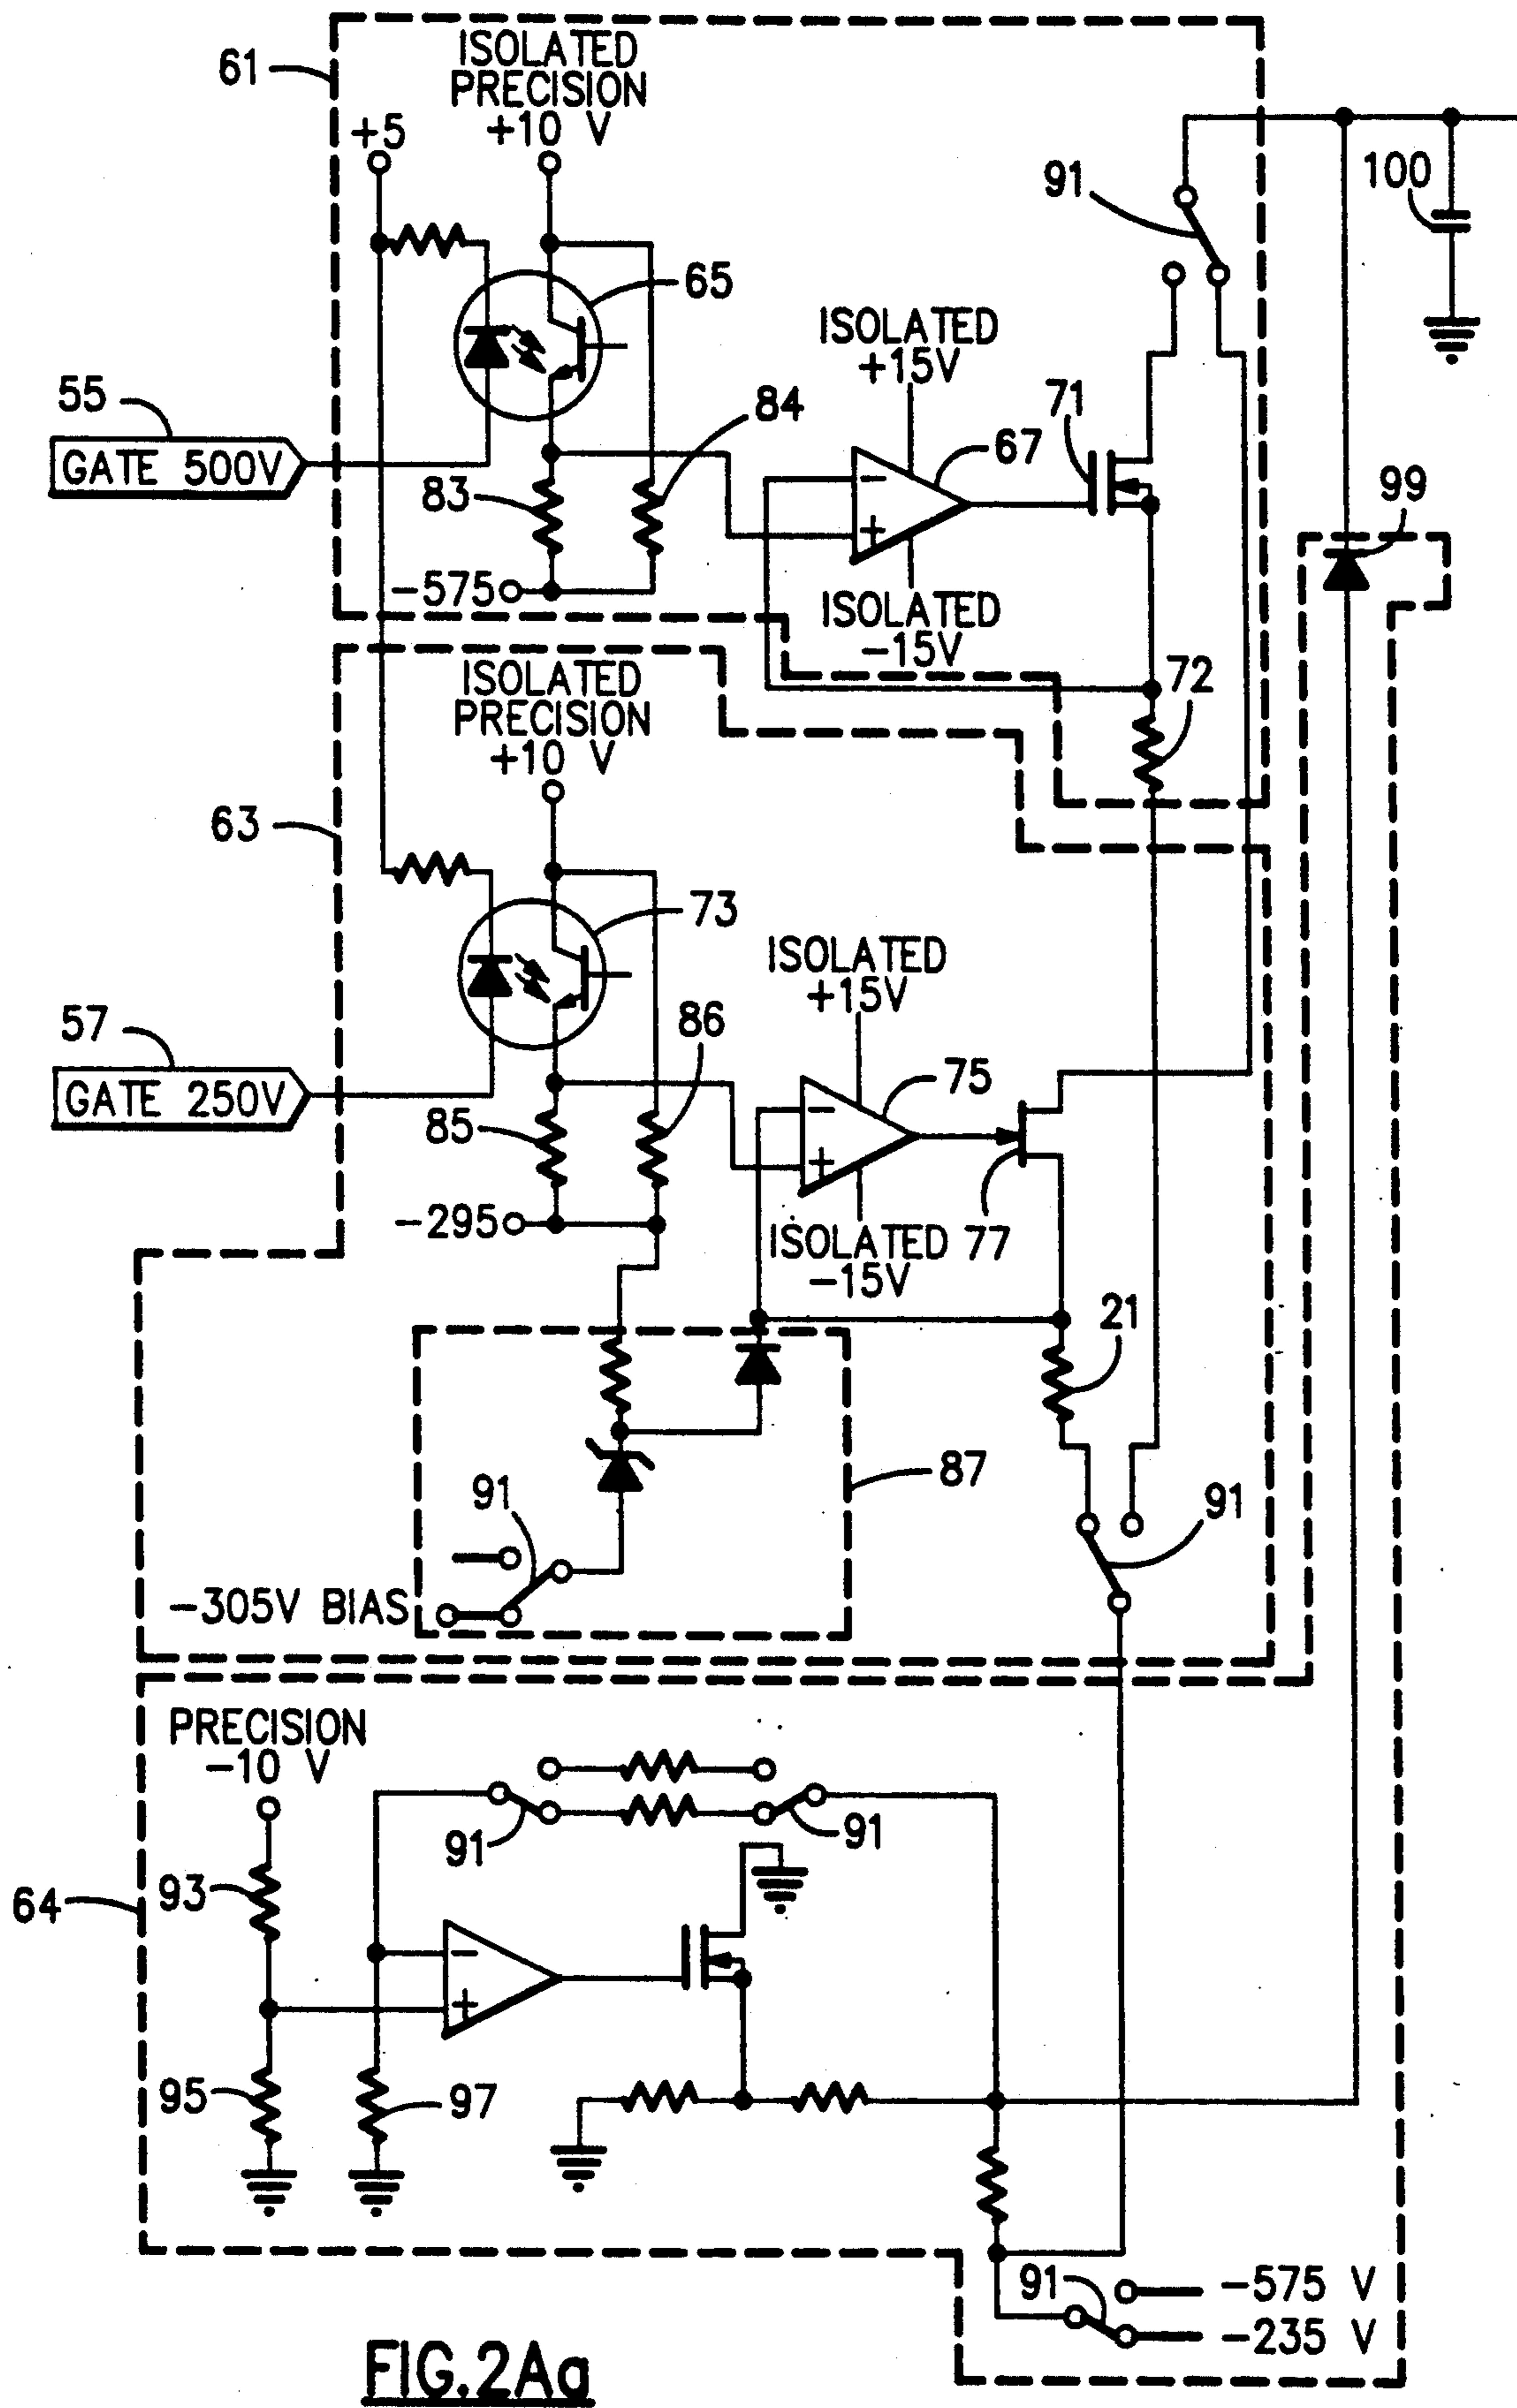 61
ISOLATED
PRECISION
+10 V
+5
91
100
65
ISOLATED
+15V
55
GATE 500V
84
71
67
83
99
-575
ISOLATED
-15V
72
ISOLATED
PRECISION
+10 V
63
73
ISOLATED
+15V
57
GATE 250V
86
75
85
-295
ISOLATED
-15V
77
21
87
91
91
-305V BIAS
PRECISION
-10 V
91
91
64
93
95
97
91
-575 V
-235 V
FIG.2Aa